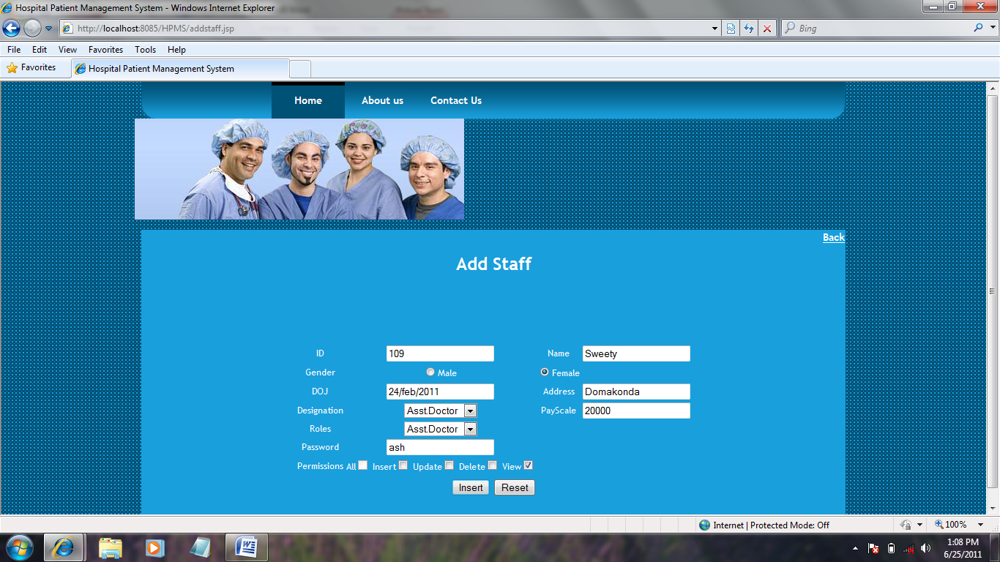 Hospital Patient Management System - Windows Internet Explorer
http://localhost:8085/HPMS/addstaff.jsp
Bing
File Edit View Favorites Tools Help
Favorites
Hospital Patient Management System
Home About us Contact Us
Back
Add Staff
ID 109 Name Sweety
Gender Male Female
DOJ 24/feb/2011 Address Domakonda
Designation Asst.Doctor PayScale 20000
Roles Asst.Doctor
Password ash
Permissions All Insert Update Delete View
Insert Reset
Internet | Protected Mode: Off 100%
1:08 PM
6/25/2011